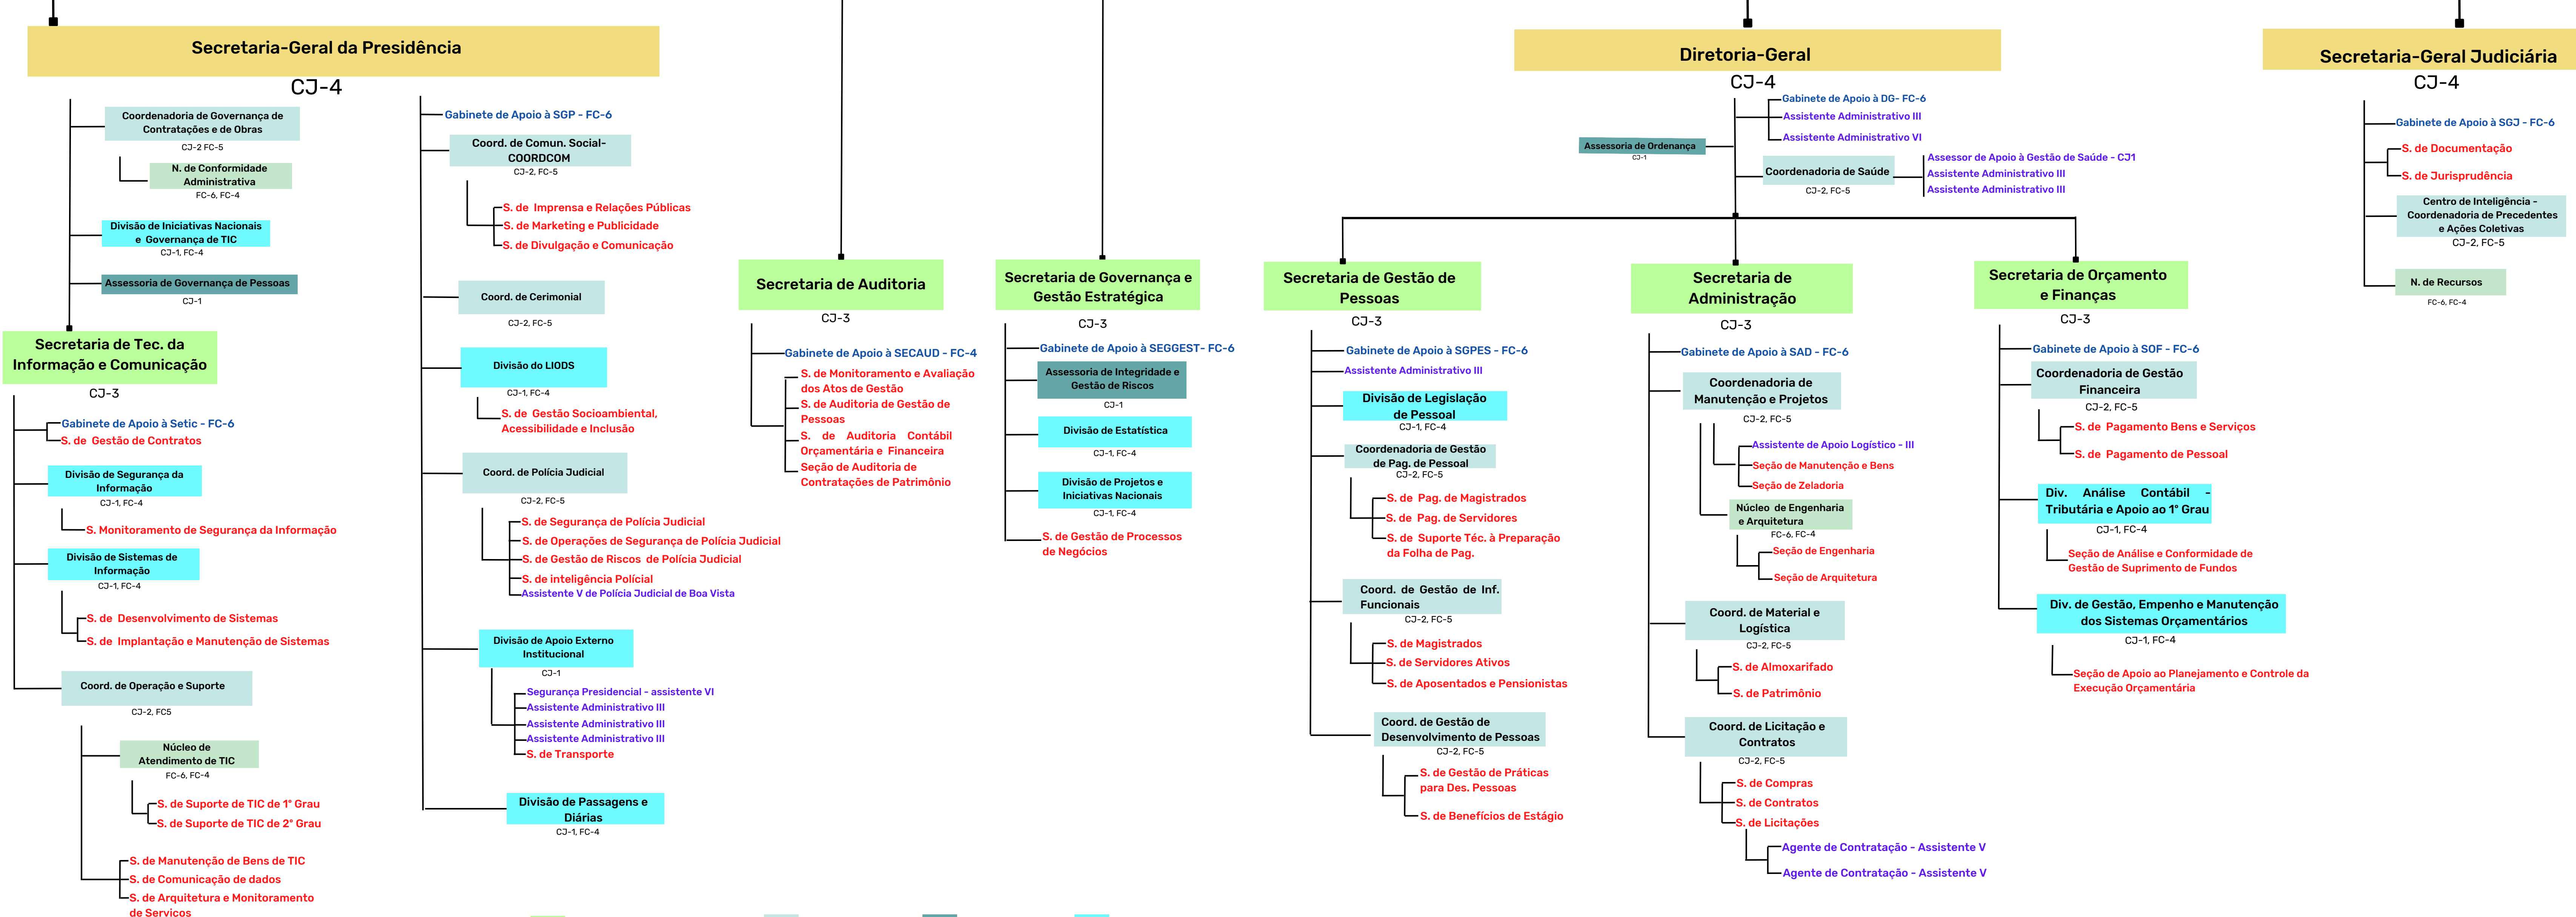 Secretaria-Geral da Presidência
CJ-4
Coordenadoria de Governança de
Contratações e de Obras
CJ-2 FC-5
N. de Conformidade
Administrativa
FC-6, FC-4
Divisão de Iniciativas Nacionais
e Governança de TIC
CJ-1, FC-4
Assessoria de Governança de Pessoas
CJ-1
Secretaria de Tec. da
Informação e Comunicação
CJ-3
Gabinete de Apoio à Setic - FC-6
S. de Gestão de Contratos
Divisão de Segurança da
Informação
CJ-1, FC-4
S. Monitoramento de Segurança da Informação
Divisão de Sistemas de
Informação
CJ-1, FC-4
S. de Desenvolvimento de Sistemas
S. de Implantação e Manutenção de Sistemas
Coord. de Operação e Suporte
CJ-2, FC5
Núcleo de
Atendimento de TIC
FC-6, FC-4
S. de Suporte de TIC de 1º Grau
S. de Suporte de TIC de 2º Grau
S. de Manutenção de Bens de TIC
S. de Comunicação de dados
S. de Arquitetura e Monitoramento
de Servicos
Gabinete de Apoio à SGP - FC-6
Coord. de Comun. Social-
COORDCOM
CJ-2, FC-5
S. de Imprensa e Relações Públicas
S. de Marketing e Publicidade
S. de Divulgação e Comunicação
Coord. de Cerimonial
CJ-2, FC-5
Divisão do LIODS
CJ-1, FC-4
S. de Gestão Socioambiental,
Acessibilidade e Inclusão
Coord. de Polícia Judicial
CJ-2, FC-5
S. de Segurança de Polícia Judicial
S. de Operações de Segurança de Polícia Judicial
S. de Gestão de Riscos de Polícia Judicial
S. de inteligência Polícial
Assistente V de Polícia Judicial de Boa Vista
Divisão de Apoio Externo
Institucional
CJ-1
Segurança Presidencial - assistente VI
Assistente Administrativo III
Assistente Administrativo III
Assistente Administrativo III
S. de Transporte
Divisão de Passagens e
Diárias
CJ-1, FC-4
Secretaria de Auditoria
CJ-3
Gabinete de Apoio à SECAUD - FC-4
S. de Monitoramento e Avaliação
dos Atos de Gestão
S. de Auditoria de Gestão de
Pessoas
S. de Auditoria Contábil
Orçamentária e Financeira
Seção de Auditoria de
Contratações de Patrimônio
Secretaria de Governança e
Gestão Estratégica
CJ-3
Gabinete de Apoio à SEGGEST- FC-6
Assessoria de Integridade e
Gestão de Riscos
CJ-1
Divisão de Estatística
CJ-1, FC-4
Divisão de Projetos e
Iniciativas Nacionais
CJ-1, FC-4
S. de Gestão de Processos
de Negócios
Diretoria-Geral
CJ-4
Gabinete de Apoio à DG- FC-6
Assistente Administrativo III
Assistente Administrativo VI
Assessoria de Ordenança
CJ-1
Coordenadoria de Saúde
CJ-2, FC-5
Assessor de Apoio à Gestão de Saúde - CJ1
Assistente Administrativo III
Assistente Administrativo III
Secretaria de Gestão de
Pessoas
CJ-3
Gabinete de Apoio à SGPES - FC-6
Assistente Administrativo III
Divisão de Legislação
de Pessoal
CJ-1, FC-4
Coordenadoria de Gestão
de Pag. de Pessoal
CJ-2, FC-5
S. de Pag. de Magistrados
S. de Pag. de Servidores
S. de Suporte Téc. à Preparação
da Folha de Pag.
Coord. de Gestão de Inf.
Funcionais
CJ-2, FC-5
S. de Magistrados
S. de Servidores Ativos
S. de Aposentados e Pensionistas
Coord. de Gestão de
Desenvolvimento de Pessoas
CJ-2, FC-5
S. de Gestão de Práticas
para Des. Pessoas
S. de Benefícios de Estágio
Secretaria de
Administração
CJ-3
Gabinete de Apoio à SAD - FC-6
Coordenadoria de
Manutenção e Projetos
CJ-2, FC-5
Assistente de Apoio Logístico - III
Seção de Manutenção e Bens
Seção de Zeladoria
Núcleo de Engenharia
e Arquitetura
FC-6, FC-4
Seção de Engenharia
Seção de Arquitetura
Coord. de Material e
Logística
CJ-2, FC-5
S. de Almoxarifado
S. de Patrimônio
Coord. de Licitação e
Contratos
CJ-2, FC-5
S. de Compras
S. de Contratos
S. de Licitações
Agente de Contratação - Assistente V
Agente de Contratação - Assistente V
Secretaria de Orçamento
e Finanças
CJ-3
Gabinete de Apoio à SOF - FC-6
Coordenadoria de Gestão
Financeira
CJ-2, FC-5
S. de Pagamento Bens e Serviços
S. de Pagamento de Pessoal
Div. Análise Contábil -
Tributária e Apoio ao 1º Grau
CJ-1, FC-4
Seção de Análise e Conformidade de
Gestão de Suprimento de Fundos
Div. de Gestão, Empenho e Manutenção
dos Sistemas Orçamentários
CJ-1, FC-4
Seção de Apoio ao Planejamento e Controle da
Execução Orçamentária
Secretaria-Geral Judiciária
CJ-4
Gabinete de Apoio à SGJ - FC-6
S. de Documentação
S. de Jurisprudência
Centro de Inteligência -
Coordenadoria de Precedentes
e Ações Coletivas
CJ-2, FC-5
N. de Recursos
FC-6, FC-4